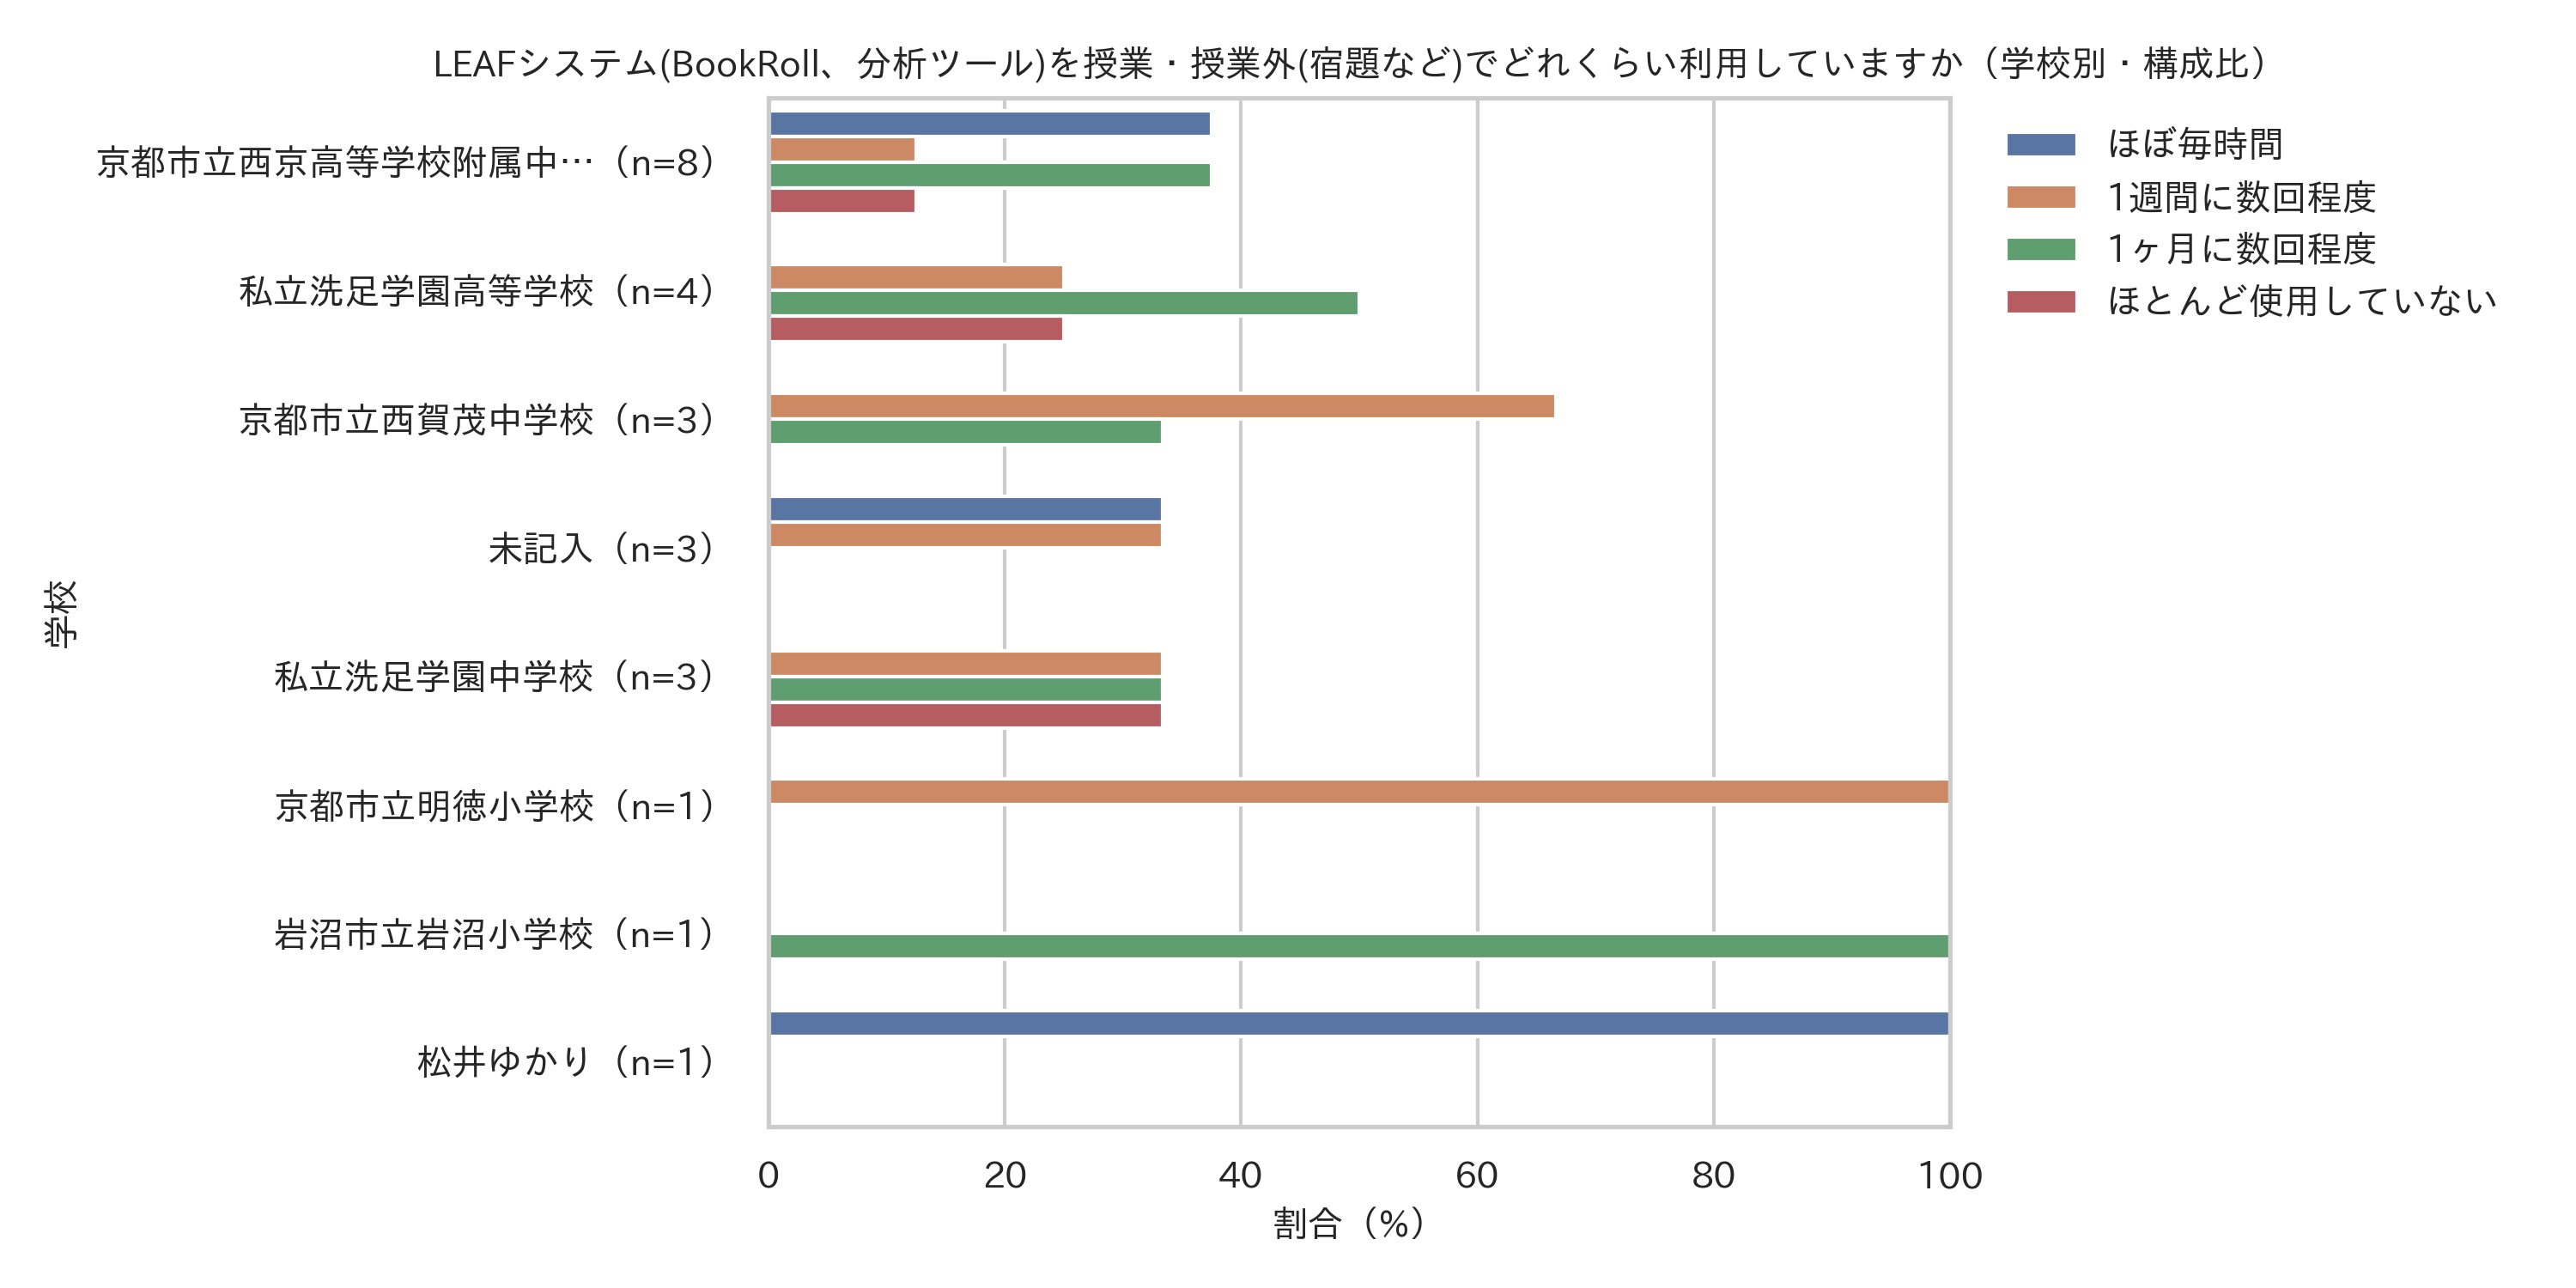 LEAFシステム(BookRoll、分析ツール)を授業・授業外(宿題など)でどれくらい利用していますか（学校別・構成比）
京都市立西京高等学校附属中…（n=8）
私立洗足学園高等学校（n=4）
京都市立西賀茂中学校（n=3）
未記入（n=3）
私立洗足学園中学校（n=3）
京都市立明徳小学校（n=1）
岩沼市立岩沼小学校（n=1）
松井ゆかり（n=1）
学校
0 20 40 60 80 100
割合（%）
ほぼ毎時間
1週間に数回程度
1ヶ月に数回程度
ほとんど使用していない